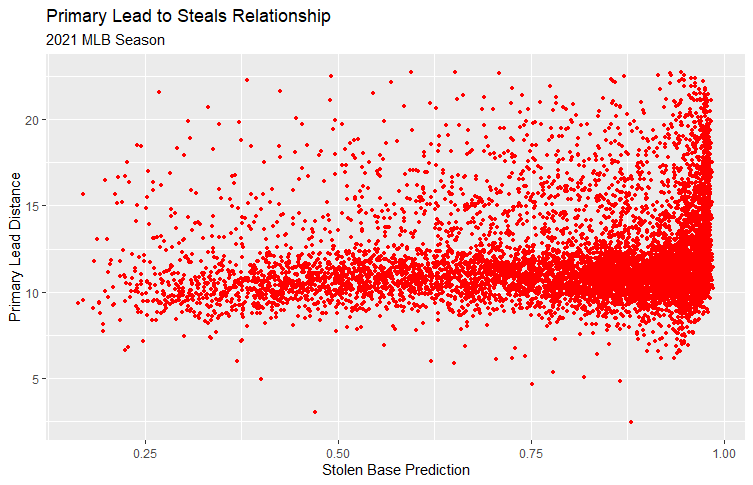 Primary Lead to Steals Relationship
2021 MLB Season
Primary Lead Distance
20
15
10
5
0.25 0.50 0.75 1.00
Stolen Base Prediction